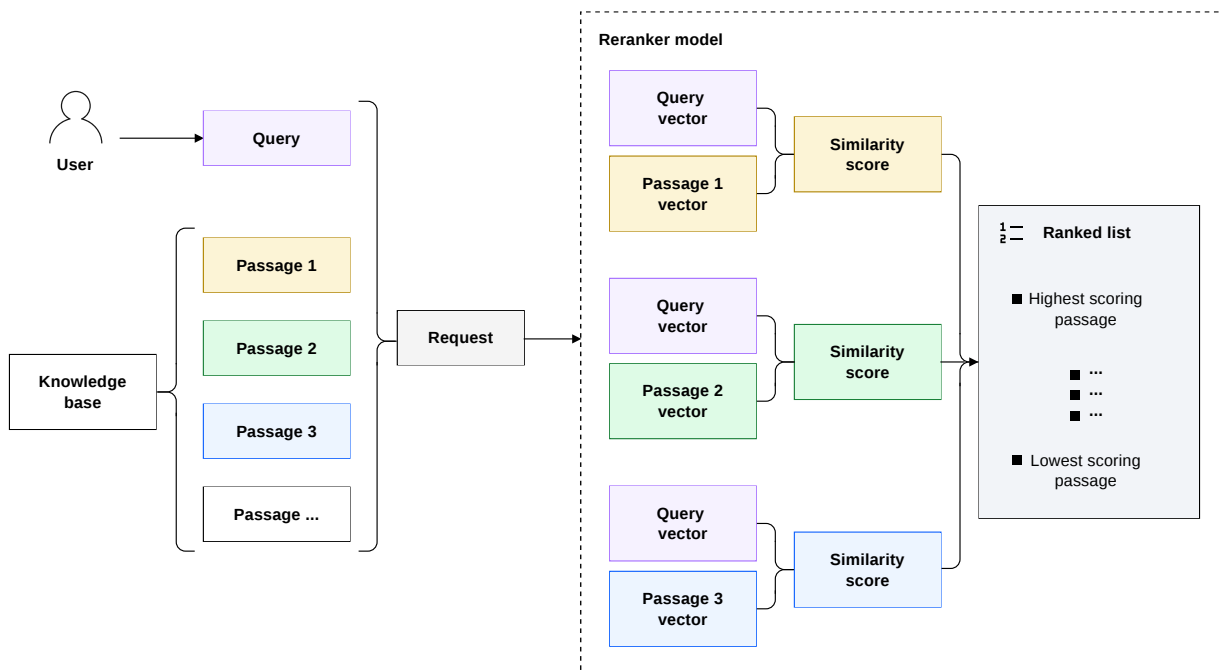 Reranker model
User
Query
Knowledge
base
Passage 1
Passage 2
Passage 3
Passage ...
Request
Query
vector
Passage 1
vector
Similarity
score
Query
vector
Passage 2
vector
Similarity
score
Query
vector
Passage 3
vector
Similarity
score
1
2
Ranked list
Highest scoring
passage
...
...
...
Lowest scoring
passage